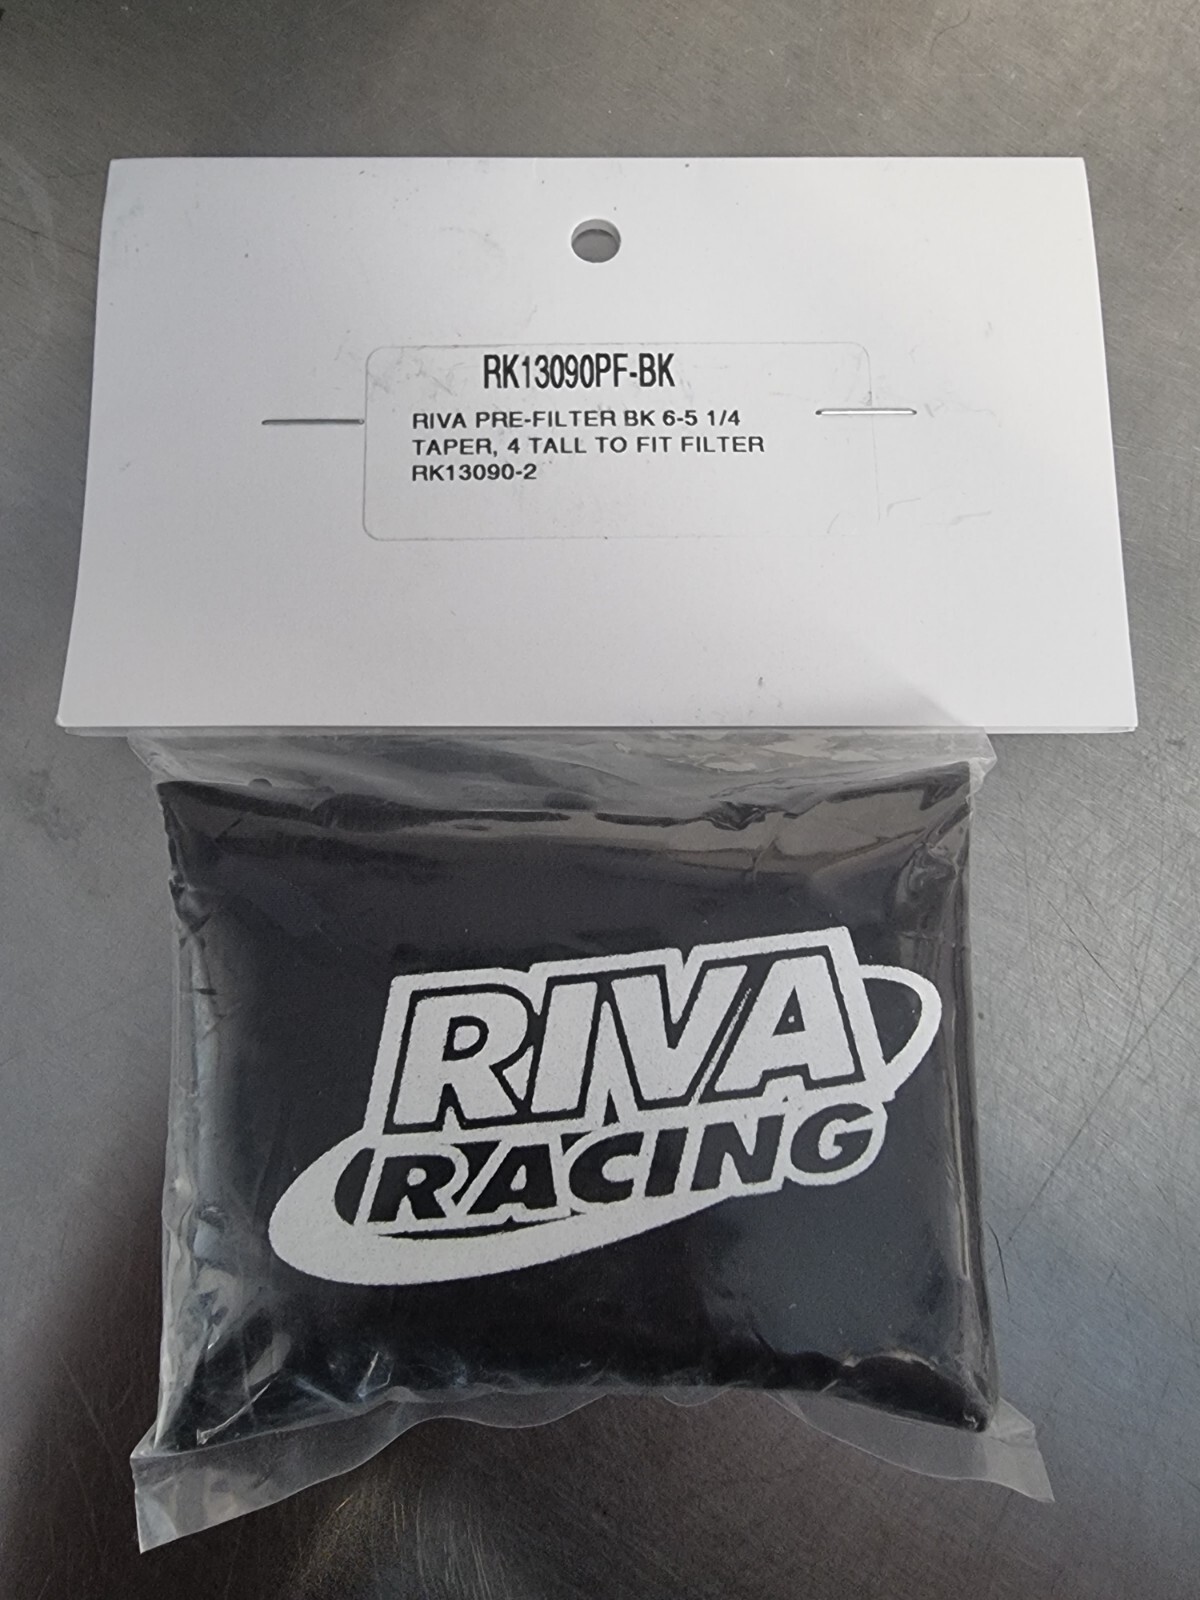 RK13090PF-BK
RIVA PRE-FILTER BK 6-5 1/4
TAPER, 4 TALL TO FIT FILTER
RK13090-2
RIVA
RACING